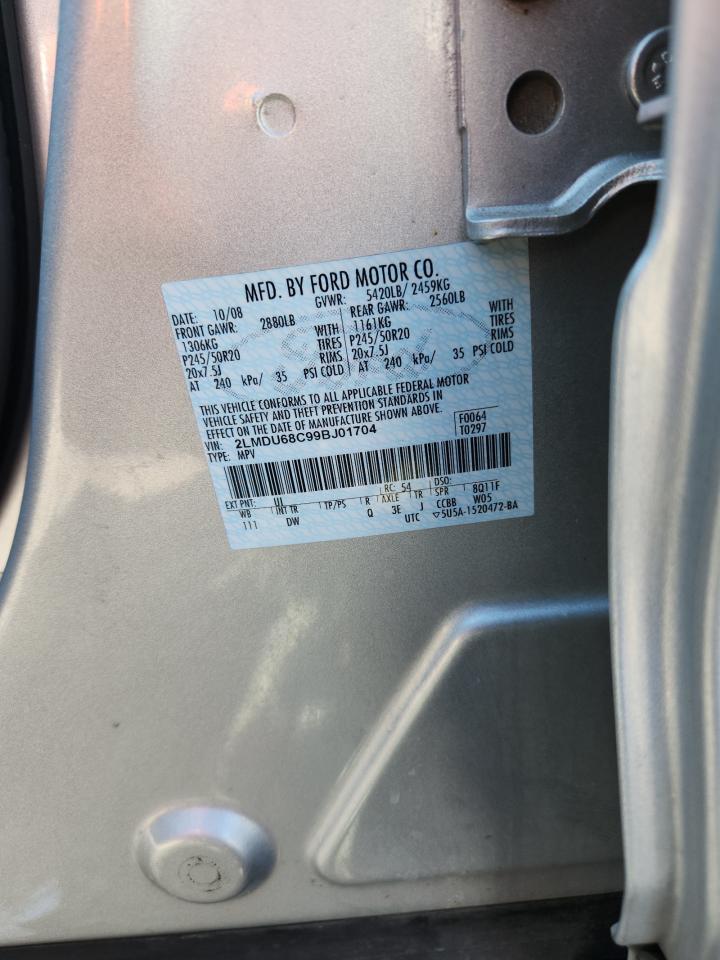 MFD. BY FORD MOTOR CO.
DATE: 10/08 GVWR: 5420LB/ 2459KG
FRONT GAWR: 2880LB REAR GAWR: 2560LB
1306KG WITH 1161KG WITH
P245/50R20 TIRES P245/50R20 TIRES
20x7.5J RIMS 20x7.5J RIMS
AT 240 kPa/ 35 PSI COLD AT 240 kPa/ 35 PSI COLD
THIS VEHICLE CONFORMS TO ALL APPLICABLE FEDERAL MOTOR
VEHICLE SAFETY AND THEFT PREVENTION STANDARDS IN
EFFECT ON THE DATE OF MANUFACTURE SHOWN ABOVE.
VIN: 2LMDU68C99BJ01704 F0064
TYPE: MPV T0297
EXT PNT: UI RC: 54 DSO:
WB INT TR TP/PS R AXLE TR SPR 8Q11F
111 DW Q 3E J CCBB W05
UTC ▽5U5A-1520472-BA